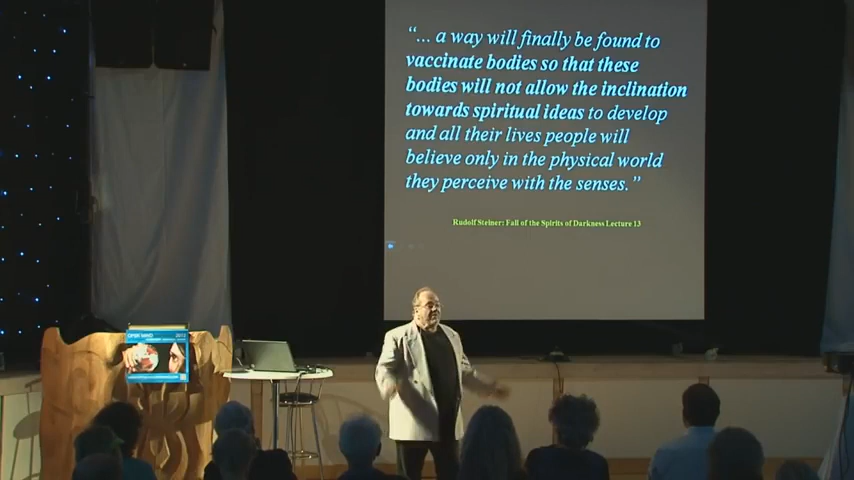 “... a way will finally be found to
vaccinate bodies so that these
bodies will not allow the inclination
towards spiritual ideas to develop
and all their lives people will
believe only in the physical world
they perceive with the senses.”
Rudolf Steiner: Fall of the Spirits of Darkness Lecture 13
OPEN MIND